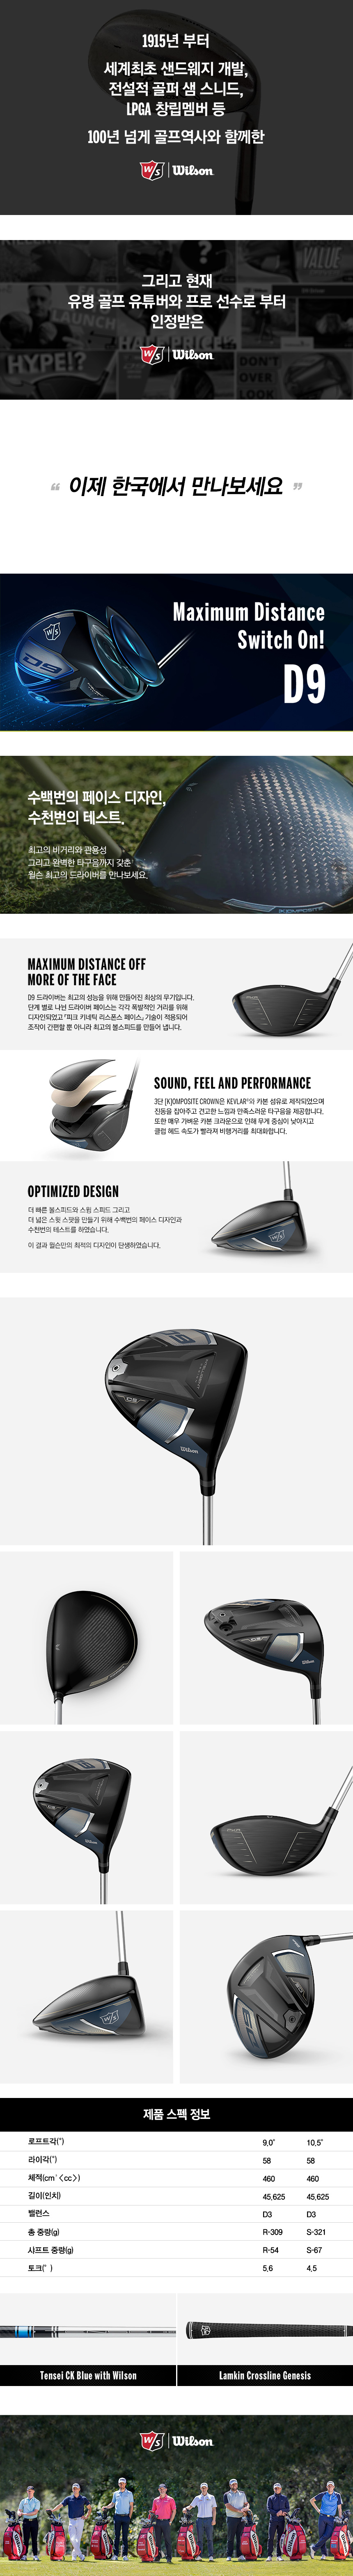 1915년 부터
세계최초 샌드웨지 개발,
전설적 골퍼 샘 스니드,
LPGA 창립멤버 등
100년 넘게 골프역사와 함께한
W/S Wilson
VALUE
HYPE
DON'T
OVER
LOOK
그리고 현재
유명 골프 유튜버와 프로 선수로 부터
인정받은
W/S Wilson
“ 이제 한국에서 만나보세요 ”
Maximum Distance
Switch On!
D9
수백번의 페이스 디자인,
수천번의 테스트.
최고의 비거리와 관용성
그리고 완벽한 타구음까지 갖춘
윌슨 최고의 드라이버를 만나보세요.
MAXIMUM DISTANCE OFF
MORE OF THE FACE
D9 드라이버는 최고의 성능을 위해 만들어진 최상의 무기입니다.
단계 별로 나뉜 드라이버 페이스는 각각 폭발적인 거리를 위해
디자인되었고 「피크 키네틱 리스폰스 페이스」 기술이 적용되어
조작이 간편할 뿐 아니라 최고의 볼스피드를 만들어 냅니다.
SOUND, FEEL AND PERFORMANCE
3단 [K]OMPOSITE CROWN은 KEVLAR®와 카본 섬유로 제작되었으며
진동을 잡아주고 견고한 느낌과 만족스러운 타구음을 제공합니다.
또한 매우 가벼운 카본 크라운으로 인해 무게 중심이 낮아지고
클럽 헤드 속도가 빨라져 비행거리를 최대화합니다.
OPTIMIZED DESIGN
더 빠른 볼스피드와 스윙 스피드 그리고
더 넓은 스윗 스팟을 만들기 위해 수백번의 페이스 디자인과
수천번의 테스트를 하였습니다.
이 결과 윌슨만의 최적의 디자인이 탄생하였습니다.
제품 스펙 정보
로프트각(°) 9.0° 10.5°
라이각(°) 58 58
체적(cm³<cc>) 460 460
길이(인치) 45.625 45.625
밸런스 D3 D3
총 중량(g) R-309 S-321
샤프트 중량(g) R-54 S-67
토크(°) 5.6 4.5
Tensei CK Blue with Wilson
Lamkin Crossline Genesis
W/S Wilson